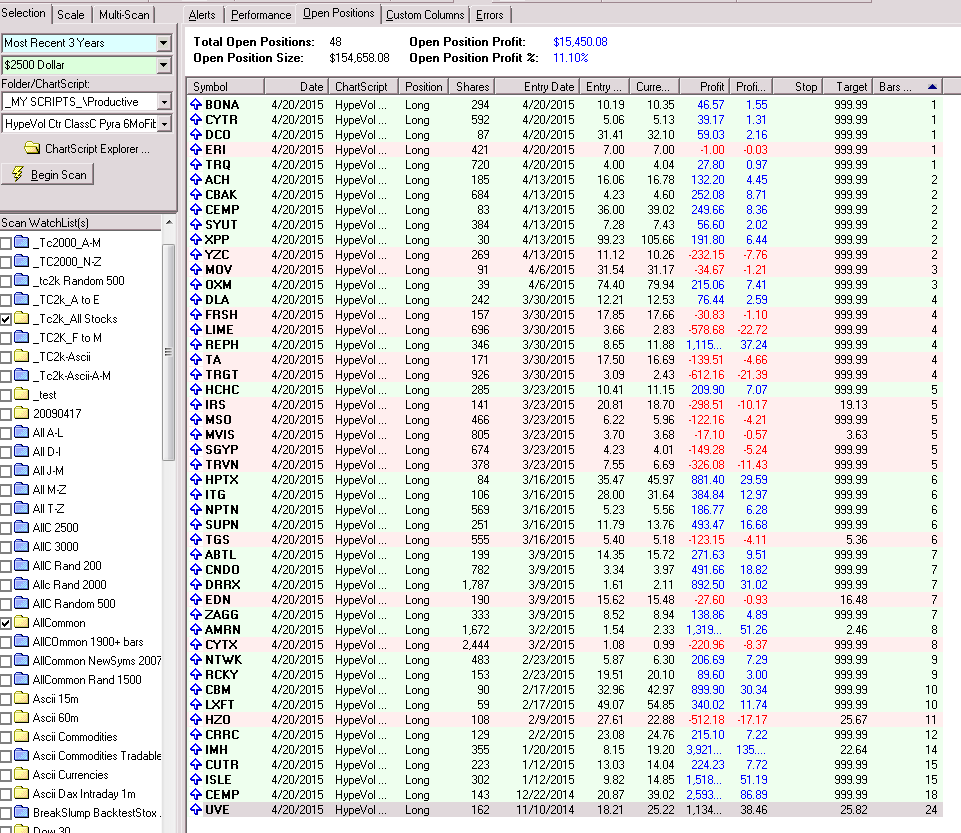 Selection Scale Multi-Scan
Most Recent 3 Years
$2500 Dollar
Folder/ChartScript:
_MY SCRIPTS_\Productive
HypeVol Ctr ClassC Pyra 6MoFib
ChartScript Explorer ...
Begin Scan
Scan WatchList(s)
_Tc2000_A-M
_TC2000_N-Z
_tc2k Random 500
_TC2k_A to E
_Tc2k_All Stocks
_TC2K_F to M
_TC2k-Ascii
_Tc2k-Ascii-A-M
_test
20090417
All A-L
All D-I
All J-M
All M-Z
All T-Z
AllC 2500
AllC 3000
AllC Rand 200
Allc Rand 2000
AllC Random 500
AllCommon
AllCOmmon 1900+ bars
AllCommon NewSyms 2007
AllCommon Rand 1500
Ascii 15m
Ascii 60m
Ascii Commodities
Ascii Commodities Tradable
Ascii Currencies
Ascii Dax Intraday 1m
BreakSlump BacktestStox .
Dow 30
Alerts Performance Open Positions Custom Columns Errors
Total Open Positions: 48 Open Position Profit: $15,450.08
Open Position Size: $154,658.08 Open Position Profit %: 11.10%
Symbol Date ChartScript Position Shares Entry Date Entry ... Curre... Profit Profi... Stop Target Bars ...
BONA 4/20/2015 HypeVol ... Long 294 4/20/2015 10.19 10.35 46.57 1.55 999.99 1
CYTR 4/20/2015 HypeVol ... Long 592 4/20/2015 5.06 5.13 39.17 1.31 999.99 1
DCO 4/20/2015 HypeVol ... Long 87 4/20/2015 31.41 32.10 59.03 2.16 999.99 1
ERI 4/20/2015 HypeVol ... Long 421 4/20/2015 7.00 7.00 -1.00 -0.03 999.99 1
TRQ 4/20/2015 HypeVol ... Long 720 4/20/2015 4.00 4.04 27.80 0.97 999.99 1
ACH 4/20/2015 HypeVol ... Long 185 4/13/2015 16.06 16.78 132.20 4.45 999.99 2
CBAK 4/20/2015 HypeVol ... Long 684 4/13/2015 4.23 4.60 252.08 8.71 999.99 2
CEMP 4/20/2015 HypeVol ... Long 83 4/13/2015 36.00 39.02 249.66 8.36 999.99 2
SYUT 4/20/2015 HypeVol ... Long 384 4/13/2015 7.28 7.43 56.60 2.02 999.99 2
XPP 4/20/2015 HypeVol ... Long 30 4/13/2015 99.23 105.66 191.80 6.44 999.99 2
YZC 4/20/2015 HypeVol ... Long 269 4/13/2015 11.12 10.26 -232.15 -7.76 999.99 2
MOV 4/20/2015 HypeVol ... Long 91 4/6/2015 31.54 31.17 -34.67 -1.21 999.99 3
OXM 4/20/2015 HypeVol ... Long 39 4/6/2015 74.40 79.94 215.06 7.41 999.99 3
DLA 4/20/2015 HypeVol ... Long 242 3/30/2015 12.21 12.53 76.44 2.59 999.99 4
FRSH 4/20/2015 HypeVol ... Long 157 3/30/2015 17.85 17.66 -30.83 -1.10 999.99 4
LIME 4/20/2015 HypeVol ... Long 696 3/30/2015 3.66 2.83 -578.68 -22.72 999.99 4
REPH 4/20/2015 HypeVol ... Long 346 3/30/2015 8.65 11.88 1,115... 37.24 999.99 4
TA 4/20/2015 HypeVol ... Long 171 3/30/2015 17.50 16.69 -139.51 -4.66 999.99 4
TRGT 4/20/2015 HypeVol ... Long 926 3/30/2015 3.09 2.43 -612.16 -21.39 999.99 4
HCHC 4/20/2015 HypeVol ... Long 285 3/23/2015 10.41 11.15 209.90 7.07 999.99 5
IRS 4/20/2015 HypeVol ... Long 141 3/23/2015 20.81 18.70 -298.51 -10.17 19.13 5
MSO 4/20/2015 HypeVol ... Long 466 3/23/2015 6.22 5.96 -122.16 -4.21 999.99 5
MVIS 4/20/2015 HypeVol ... Long 805 3/23/2015 3.70 3.68 -17.10 -0.57 3.63 5
SGYP 4/20/2015 HypeVol ... Long 674 3/23/2015 4.23 4.01 -149.28 -5.24 999.99 5
TRVN 4/20/2015 HypeVol ... Long 378 3/23/2015 7.55 6.69 -326.08 -11.43 999.99 5
HPTX 4/20/2015 HypeVol ... Long 84 3/16/2015 35.47 45.97 881.40 29.59 999.99 6
ITG 4/20/2015 HypeVol ... Long 106 3/16/2015 28.00 31.64 384.84 12.97 999.99 6
NPTN 4/20/2015 HypeVol ... Long 569 3/16/2015 5.23 5.56 186.77 6.28 999.99 6
SUPN 4/20/2015 HypeVol ... Long 251 3/16/2015 11.79 13.76 493.47 16.68 999.99 6
TGS 4/20/2015 HypeVol ... Long 555 3/16/2015 5.40 5.18 -123.15 -4.11 5.36 6
ABTL 4/20/2015 HypeVol ... Long 199 3/9/2015 14.35 15.72 271.63 9.51 999.99 7
CNDO 4/20/2015 HypeVol ... Long 782 3/9/2015 3.34 3.97 491.66 18.82 999.99 7
DRRX 4/20/2015 HypeVol ... Long 1,787 3/9/2015 1.61 2.11 892.50 31.02 999.99 7
EDN 4/20/2015 HypeVol ... Long 190 3/9/2015 15.62 15.48 -27.60 -0.93 16.48 7
ZAGG 4/20/2015 HypeVol ... Long 333 3/9/2015 8.52 8.94 138.86 4.89 999.99 7
AMRN 4/20/2015 HypeVol ... Long 1,672 3/2/2015 1.54 2.33 1,319... 51.26 2.46 8
CYTX 4/20/2015 HypeVol ... Long 2,444 3/2/2015 1.08 0.99 -220.96 -8.37 999.99 8
NTWK 4/20/2015 HypeVol ... Long 483 2/23/2015 5.87 6.30 206.69 7.29 999.99 9
RCKY 4/20/2015 HypeVol ... Long 153 2/23/2015 19.51 20.10 89.60 3.00 999.99 9
CBM 4/20/2015 HypeVol ... Long 90 2/17/2015 32.96 42.97 899.90 30.34 999.99 10
LXFT 4/20/2015 HypeVol ... Long 59 2/17/2015 49.07 54.85 340.02 11.74 999.99 10
HZO 4/20/2015 HypeVol ... Long 108 2/9/2015 27.61 22.88 -512.18 -17.17 25.67 11
CRRC 4/20/2015 HypeVol ... Long 129 2/2/2015 23.08 24.76 215.10 7.22 999.99 12
IMH 4/20/2015 HypeVol ... Long 355 1/20/2015 8.15 19.20 3,921... 135.... 22.64 14
CUTR 4/20/2015 HypeVol ... Long 223 1/12/2015 13.03 14.04 224.23 7.72 999.99 15
ISLE 4/20/2015 HypeVol ... Long 302 1/12/2015 9.82 14.85 1,518... 51.19 999.99 15
CEMP 4/20/2015 HypeVol ... Long 143 12/22/2014 20.87 39.02 2,593... 86.89 999.99 18
UVE 4/20/2015 HypeVol ... Long 162 11/10/2014 18.21 25.22 1,134... 38.46 25.82 24